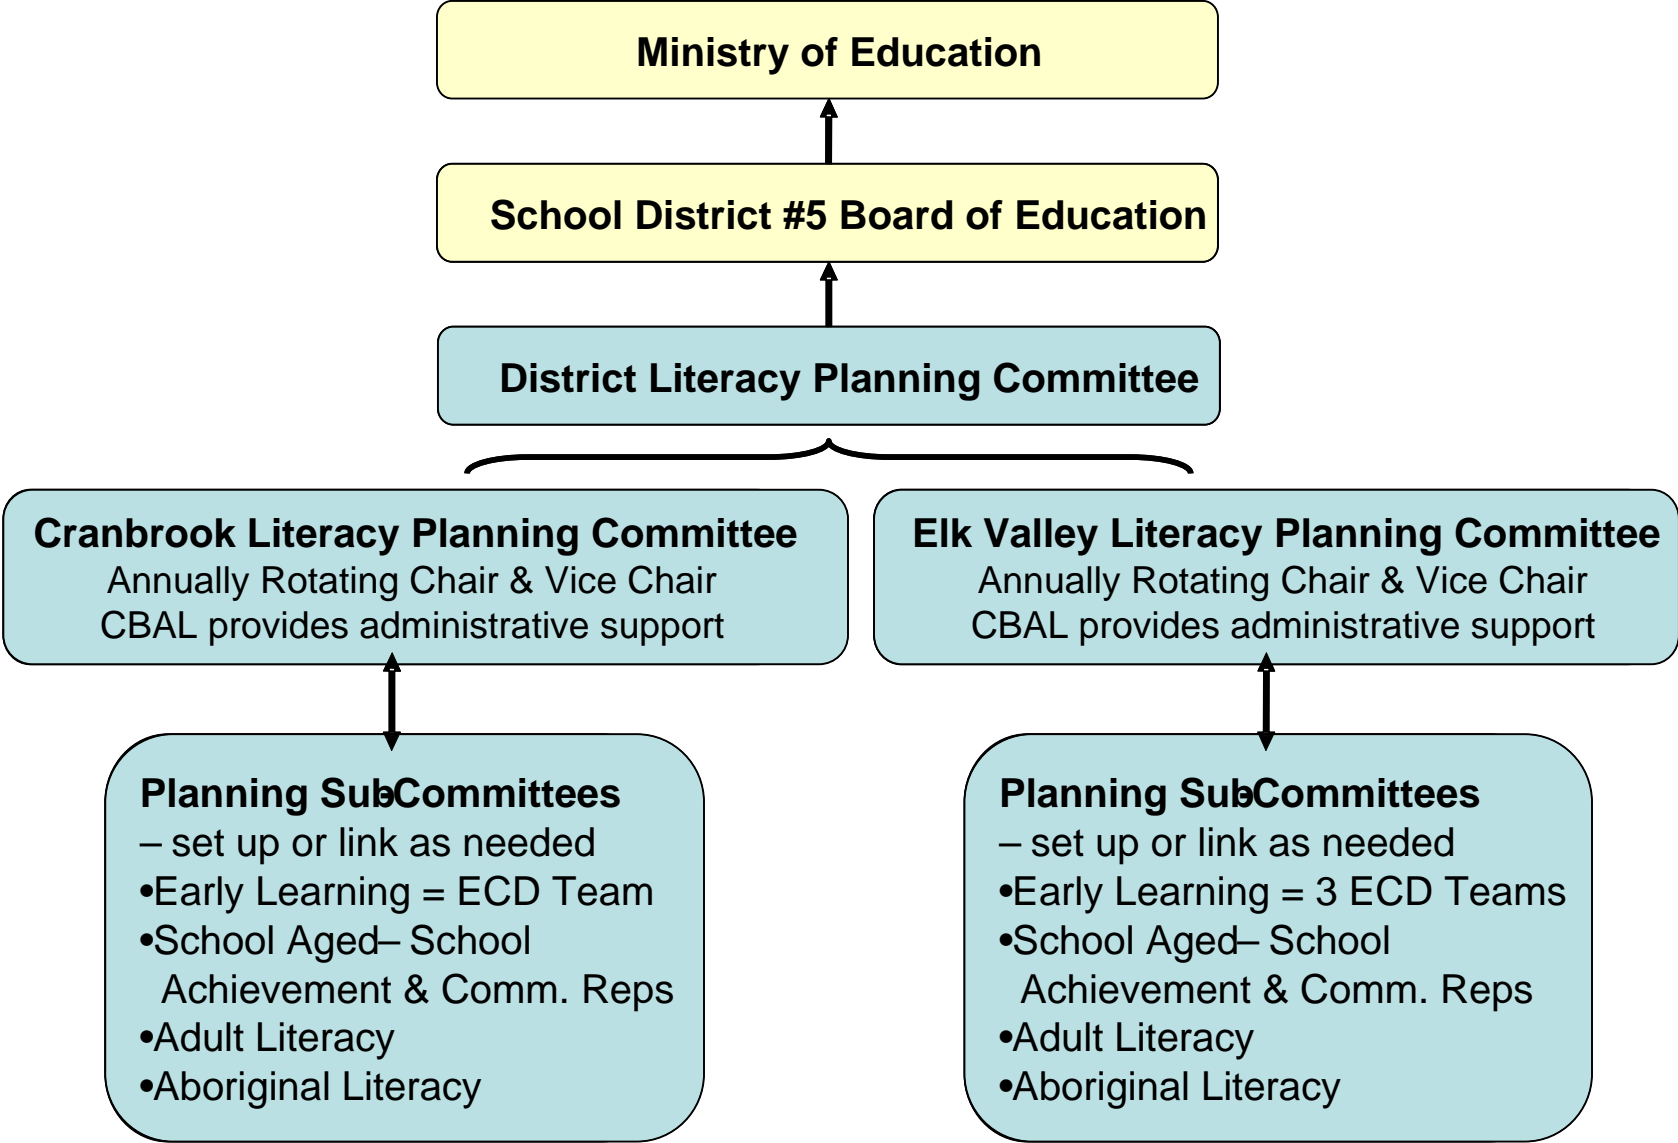 Ministry of Education
School District #5 Board of Education
District Literacy Planning Committee
Cranbrook Literacy Planning Committee
Annually Rotating Chair & Vice Chair
CBAL provides administrative support
Elk Valley Literacy Planning Committee
Annually Rotating Chair & Vice Chair
CBAL provides administrative support
Planning Sub-Committees
– set up or link as needed
•Early Learning = ECD Team
•School Aged– School
Achievement & Comm. Reps
•Adult Literacy
•Aboriginal Literacy
Planning Sub-Committees
– set up or link as needed
•Early Learning = 3 ECD Teams
•School Aged– School
Achievement & Comm. Reps
•Adult Literacy
•Aboriginal Literacy